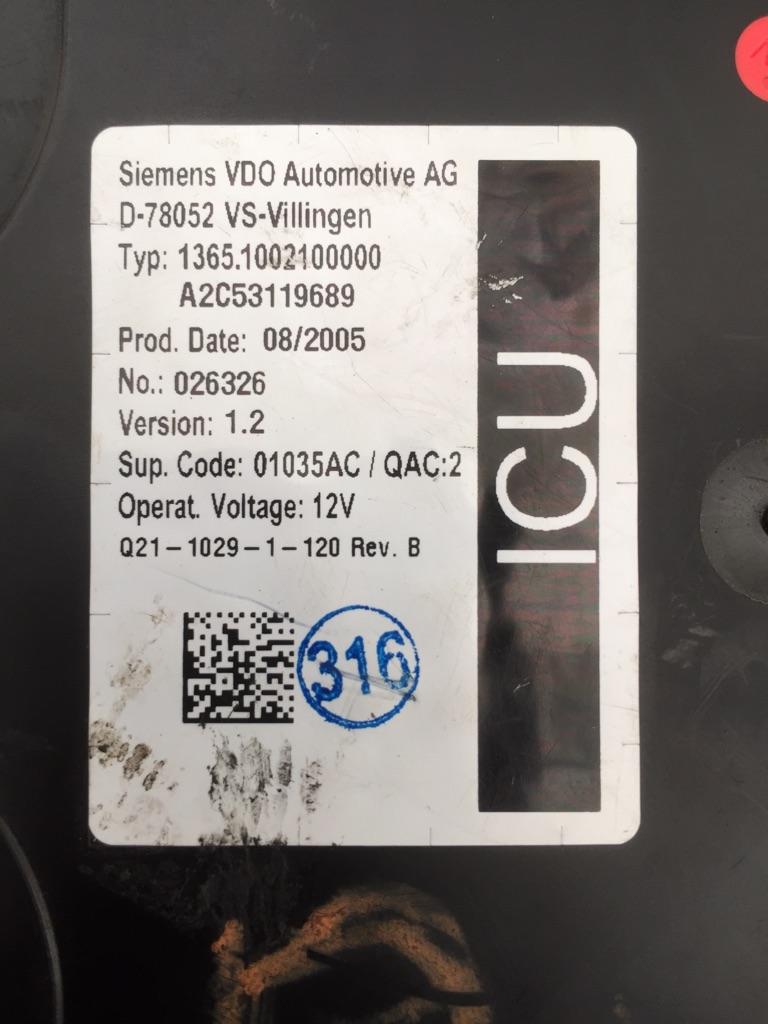 Siemens VDO Automotive AG
D-78052 VS-Villingen
Typ: 1365.1002100000
A2C53119689
Prod. Date: 08/2005
No.: 026326
Version: 1.2
Sup. Code: 01035AC / QAC:2
Operat. Voltage: 12V
Q21-1029-1-120 Rev. B
316
ICU